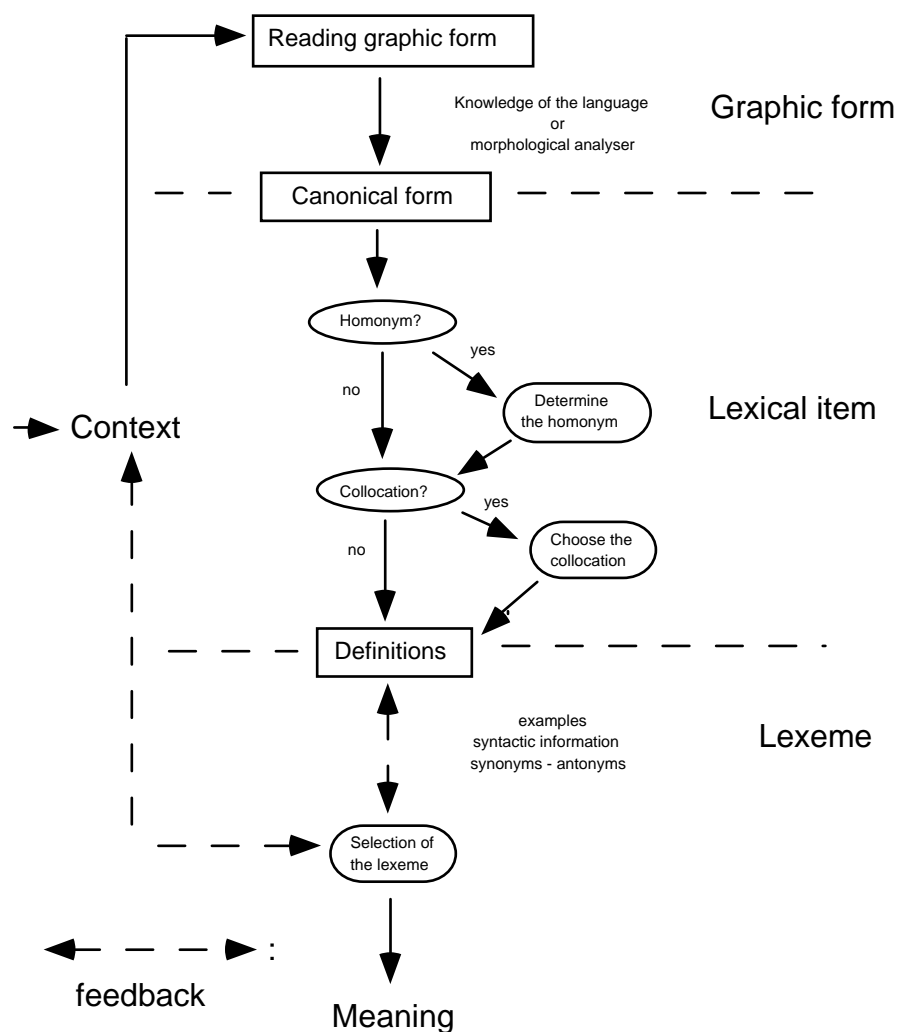 Reading graphic form
Knowledge of the language
or
morphological analyser
Graphic form
Canonical form
Homonym?
yes
no
Determine
the homonym
Lexical item
Context
Collocation?
yes
no
Choose the
collocation
Definitions
examples
syntactic information
synonyms - antonyms
Lexeme
Selection of
the lexeme
:
feedback
Meaning